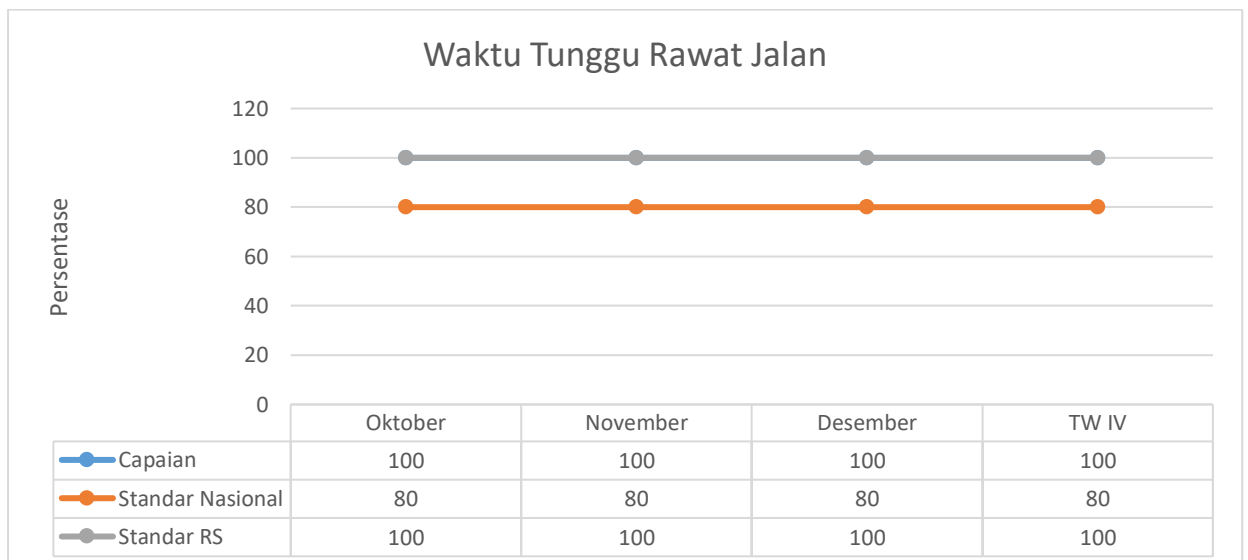 Waktu Tunggu Rawat Jalan
Persentase
120
100
80
60
40
20
0
Oktober November Desember TW IV
Capaian 100 100 100 100
Standar Nasional 80 80 80 80
Standar RS 100 100 100 100